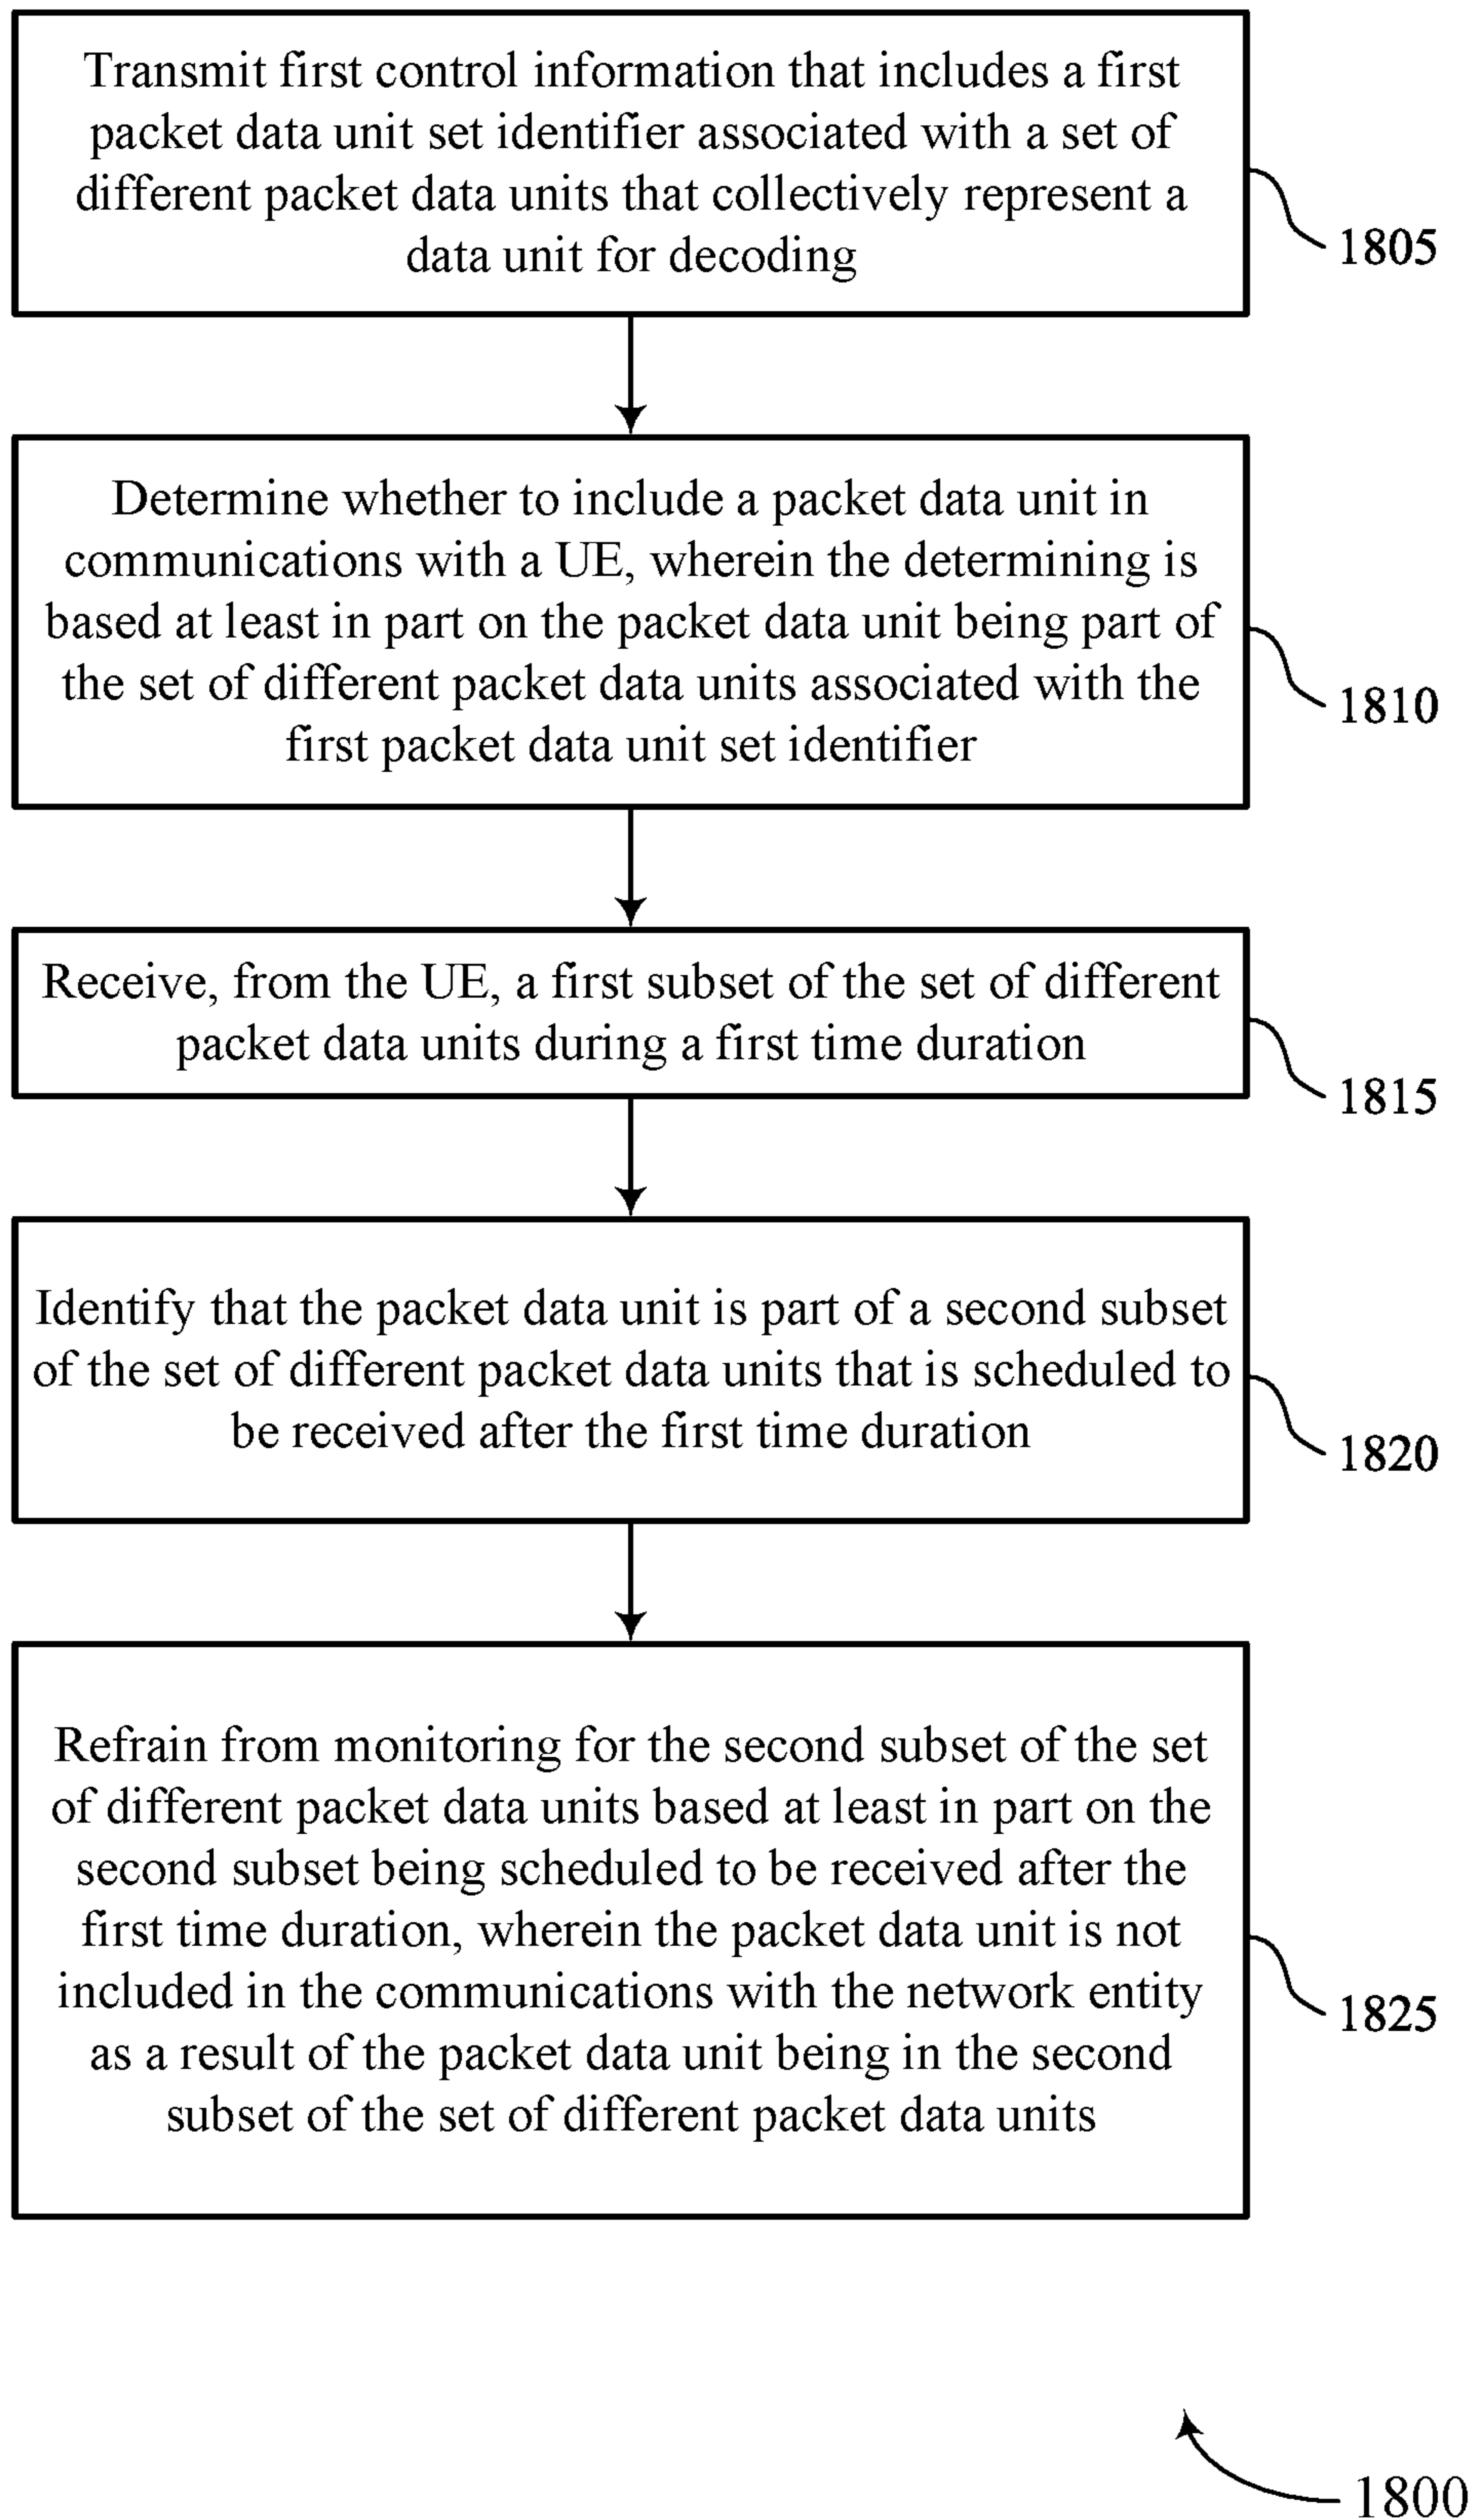 Transmit first control information that includes a first
packet data unit set identifier associated with a set of
different packet data units that collectively represent a
data unit for decoding
1805
Determine whether to include a packet data unit in
communications with a UE, wherein the determining is
based at least in part on the packet data unit being part of
the set of different packet data units associated with the
first packet data unit set identifier
1810
Receive, from the UE, a first subset of the set of different
packet data units during a first time duration
1815
Identify that the packet data unit is part of a second subset
of the set of different packet data units that is scheduled to
be received after the first time duration
1820
Refrain from monitoring for the second subset of the set
of different packet data units based at least in part on the
second subset being scheduled to be received after the
first time duration, wherein the packet data unit is not
included in the communications with the network entity
as a result of the packet data unit being in the second
subset of the set of different packet data units
1825
1800